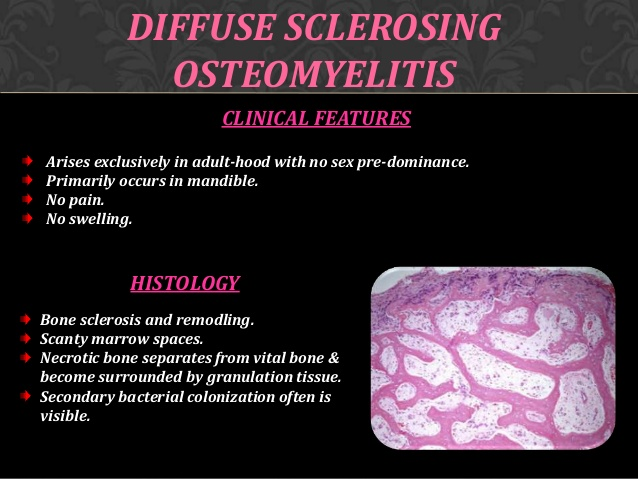 DIFFUSE SCLEROSING
OSTEOMYELITIS
CLINICAL FEATURES
Arises exclusively in adult-hood with no sex pre-dominance.
Primarily occurs in mandible.
No pain.
No swelling.
HISTOLOGY
Bone sclerosis and remodling.
Scanty marrow spaces.
Necrotic bone separates from vital bone &
become surrounded by granulation tissue.
Secondary bacterial colonization often is
visible.